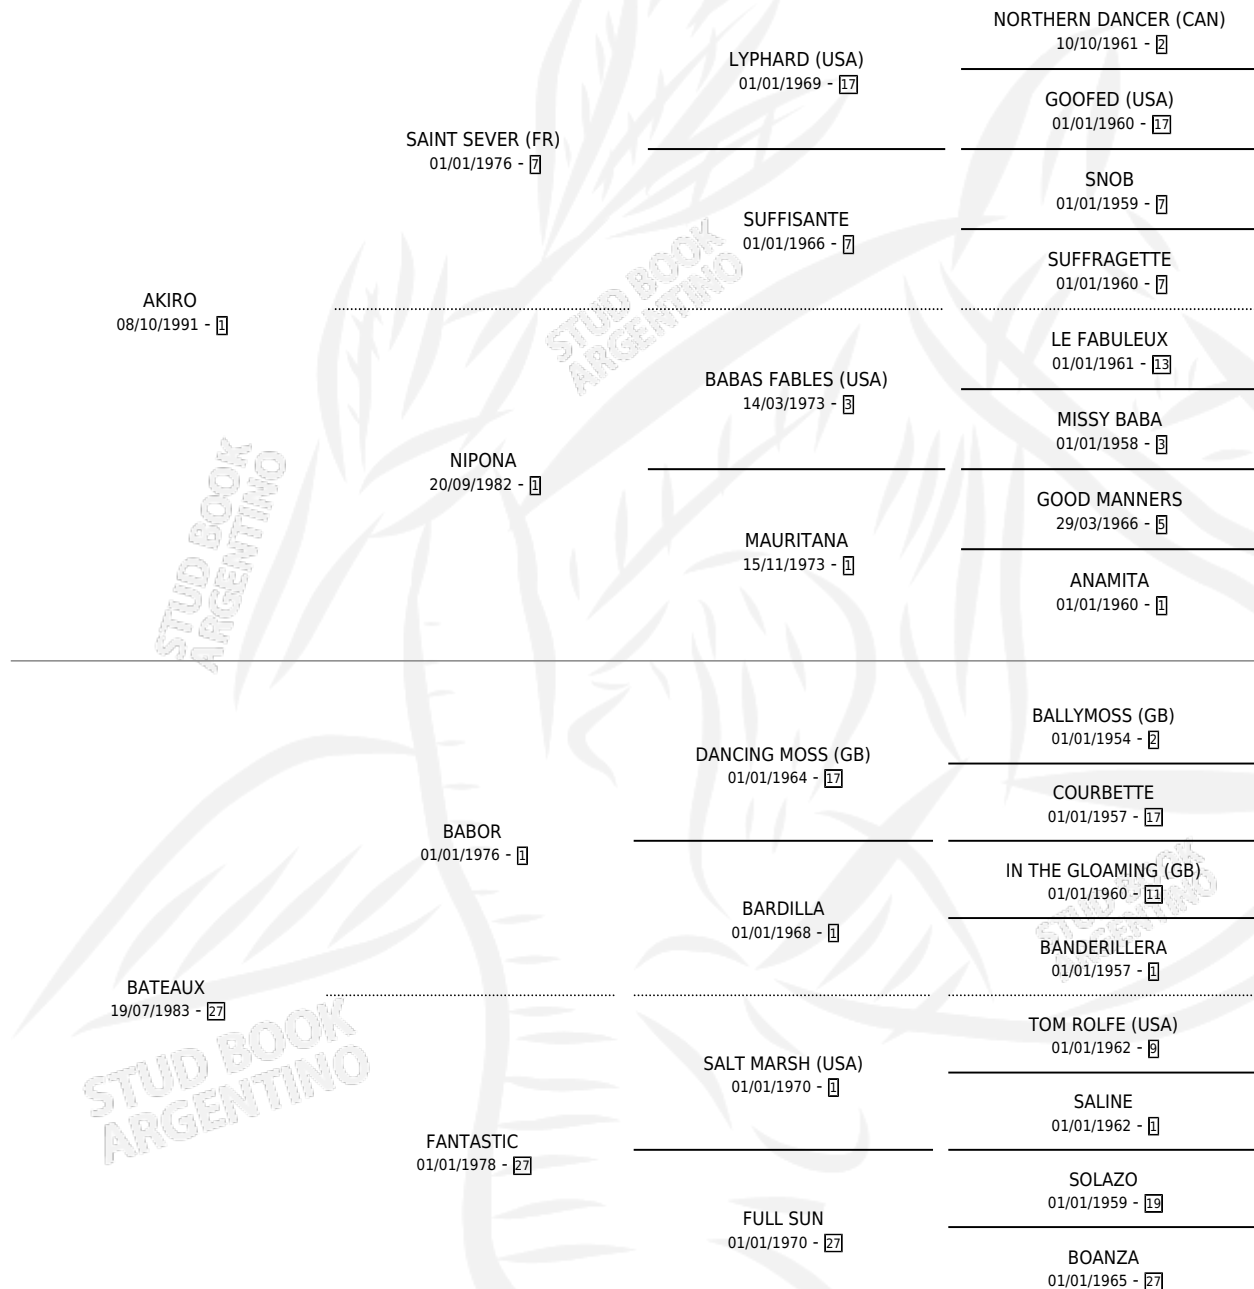 NORTHERN DANCER (CAN)
10/10/1961 - 2
LYPHARD (USA)
01/01/1969 - 17
GOOFED (USA)
01/01/1960 - 17
SAINT SEVER (FR)
01/01/1976 - 7
SNOB
01/01/1959 - 7
SUFFISANTE
01/01/1966 - 7
SUFFRAGETTE
01/01/1960 - 7
AKIRO
08/10/1991 - 1
STUD BOOK
ARGENTINO
LE FABULEUX
01/01/1961 - 13
BABAS FABLES (USA)
14/03/1973 - 3
MISSY BABA
01/01/1958 - 3
NIPONA
20/09/1982 - 1
GOOD MANNERS
29/03/1966 - 5
MAURITANA
15/11/1973 - 1
ANAMITA
01/01/1960 - 1
STUD BOOK
ARGENTINO
BALLYMOSS (GB)
01/01/1954 - 2
DANCING MOSS (GB)
01/01/1964 - 17
COURBETTE
01/01/1957 - 17
BABOR
01/01/1976 - 1
IN THE GLOAMING (GB)
01/01/1960 - 11
BARDILLA
01/01/1968 - 1
BANDERILLERA
01/01/1957 - 1
STUD BOOK
ARGENTINO
BATEAUX
19/07/1983 - 27
TOM ROLFE (USA)
01/01/1962 - 9
SALT MARSH (USA)
01/01/1970 - 1
SALINE
01/01/1962 - 1
STUD BOOK
ARGENTINO
FANTASTIC
01/01/1978 - 27
SOLAZO
01/01/1959 - 19
FULL SUN
01/01/1970 - 27
BOANZA
01/01/1965 - 27